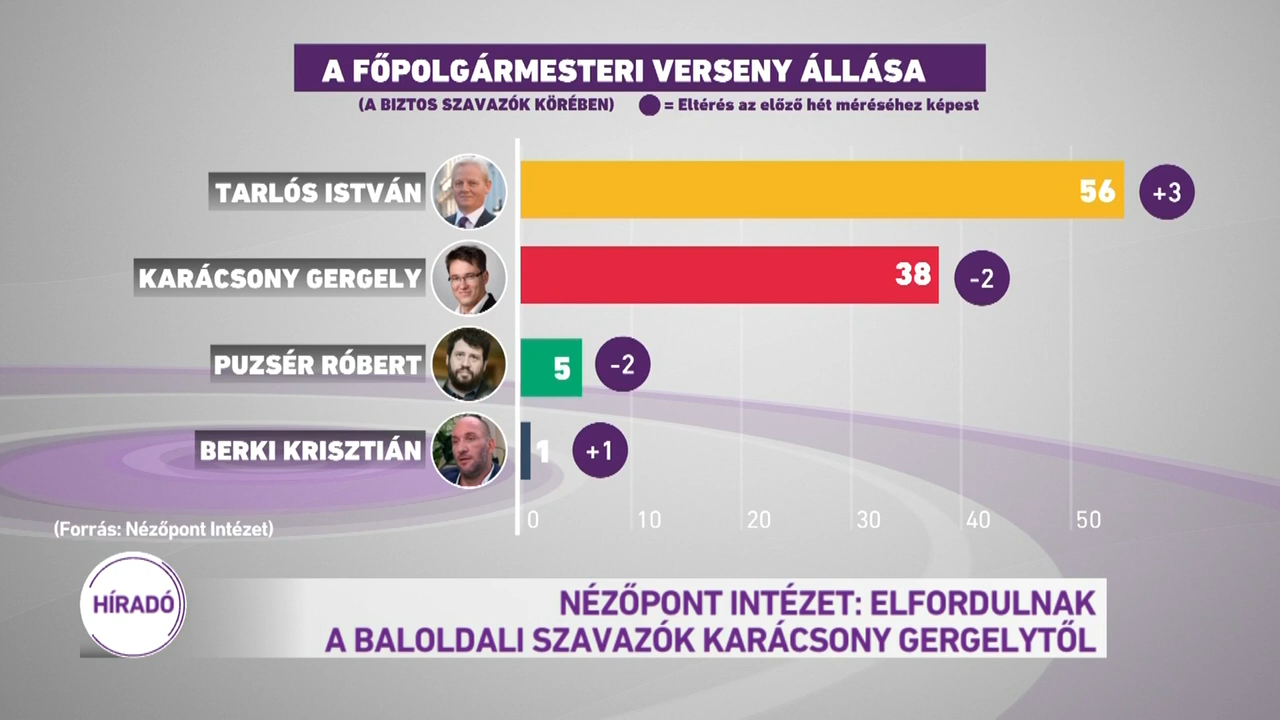 A FŐPOLGÁRMESTERI VERSENY ÁLLÁSA
(A BIZTOS SZAVAZÓK KÖRÉBEN) = Eltérés az előző hét méréséhez képest
TARLÓS ISTVÁN 56 +3
KARÁCSONY GERGELY 38 -2
PUZSÉR RÓBERT 5 -2
BERKI KRISZTIÁN 1 +1
0 10 20 30 40 50
(Forrás: Nézőpont Intézet)
HÍRADÓ
NÉZŐPONT INTÉZET: ELFORDULNAK
A BALOLDALI SZAVAZÓK KARÁCSONY GERGELYTŐL